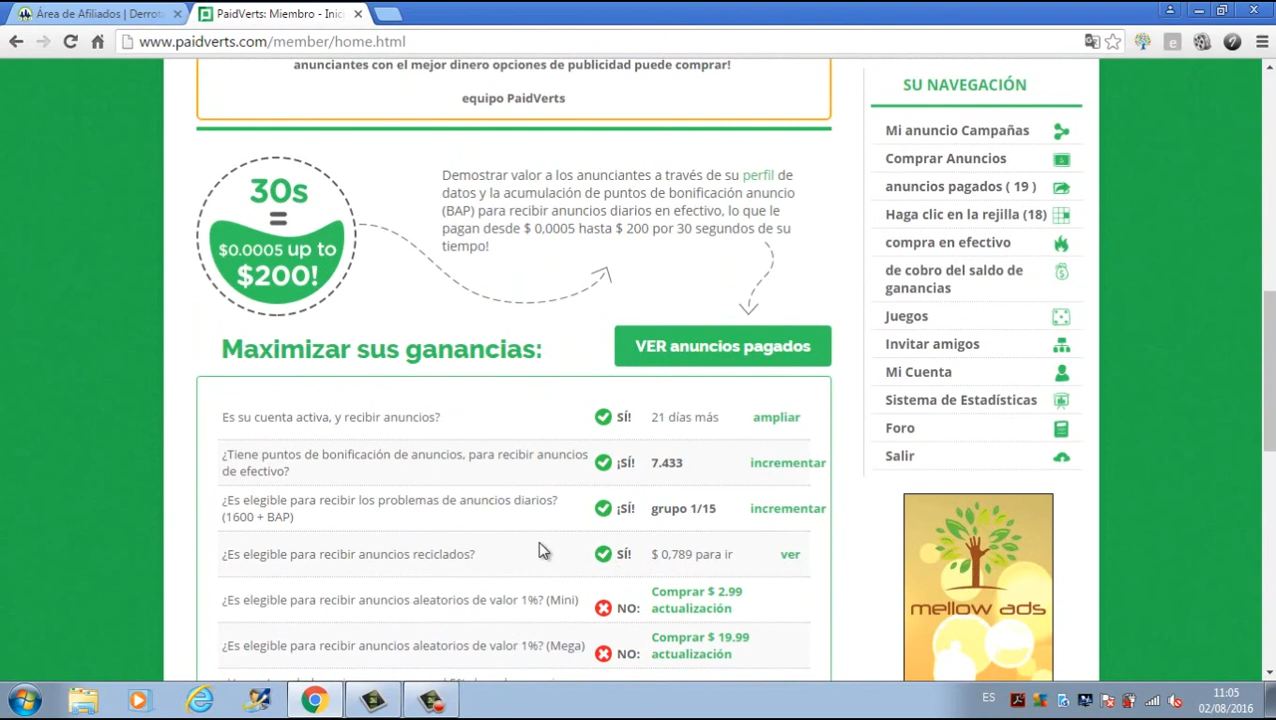 Área de Afiliados | Derrot
PaidVerts: Miembro - Inic
www.paidverts.com/member/home.html
anunciantes con el mejor dinero opciones de publicidad puede comprar!
equipo PaidVerts
30s
=
$0.0005 up to
$200!
Demostrar valor a los anunciantes a través de su perfil de
datos y la acumulación de puntos de bonificación anuncio
(BAP) para recibir anuncios diarios en efectivo, lo que le
pagan desde $ 0,0005 hasta $ 200 por 30 segundos de su
tiempo!
Maximizar sus ganancias:
VER anuncios pagados
Es su cuenta activa, y recibir anuncios? SÍ! 21 días más ampliar
¿Tiene puntos de bonificación de anuncios, para recibir anuncios
de efectivo? ¡SÍ! 7.433 incrementar
¿Es elegible para recibir los problemas de anuncios diarios?
(1600 + BAP) ¡SÍ! grupo 1/15 incrementar
¿Es elegible para recibir anuncios reciclados? SÍ! $ 0,789 para ir ver
¿Es elegible para recibir anuncios aleatorios de valor 1%? (Mini) NO: Comprar $ 2.99
actualización
¿Es elegible para recibir anuncios aleatorios de valor 1%? (Mega) NO: Comprar $ 19.99
actualización
SU NAVEGACIÓN
Mi anuncio Campañas
Comprar Anuncios
anuncios pagados ( 19 )
Haga clic en la rejilla (18)
compra en efectivo
de cobro del saldo de
ganancias
Juegos
Invitar amigos
Mi Cuenta
Sistema de Estadísticas
Foro
Salir
mellow ads
ES
11:05
02/08/2016